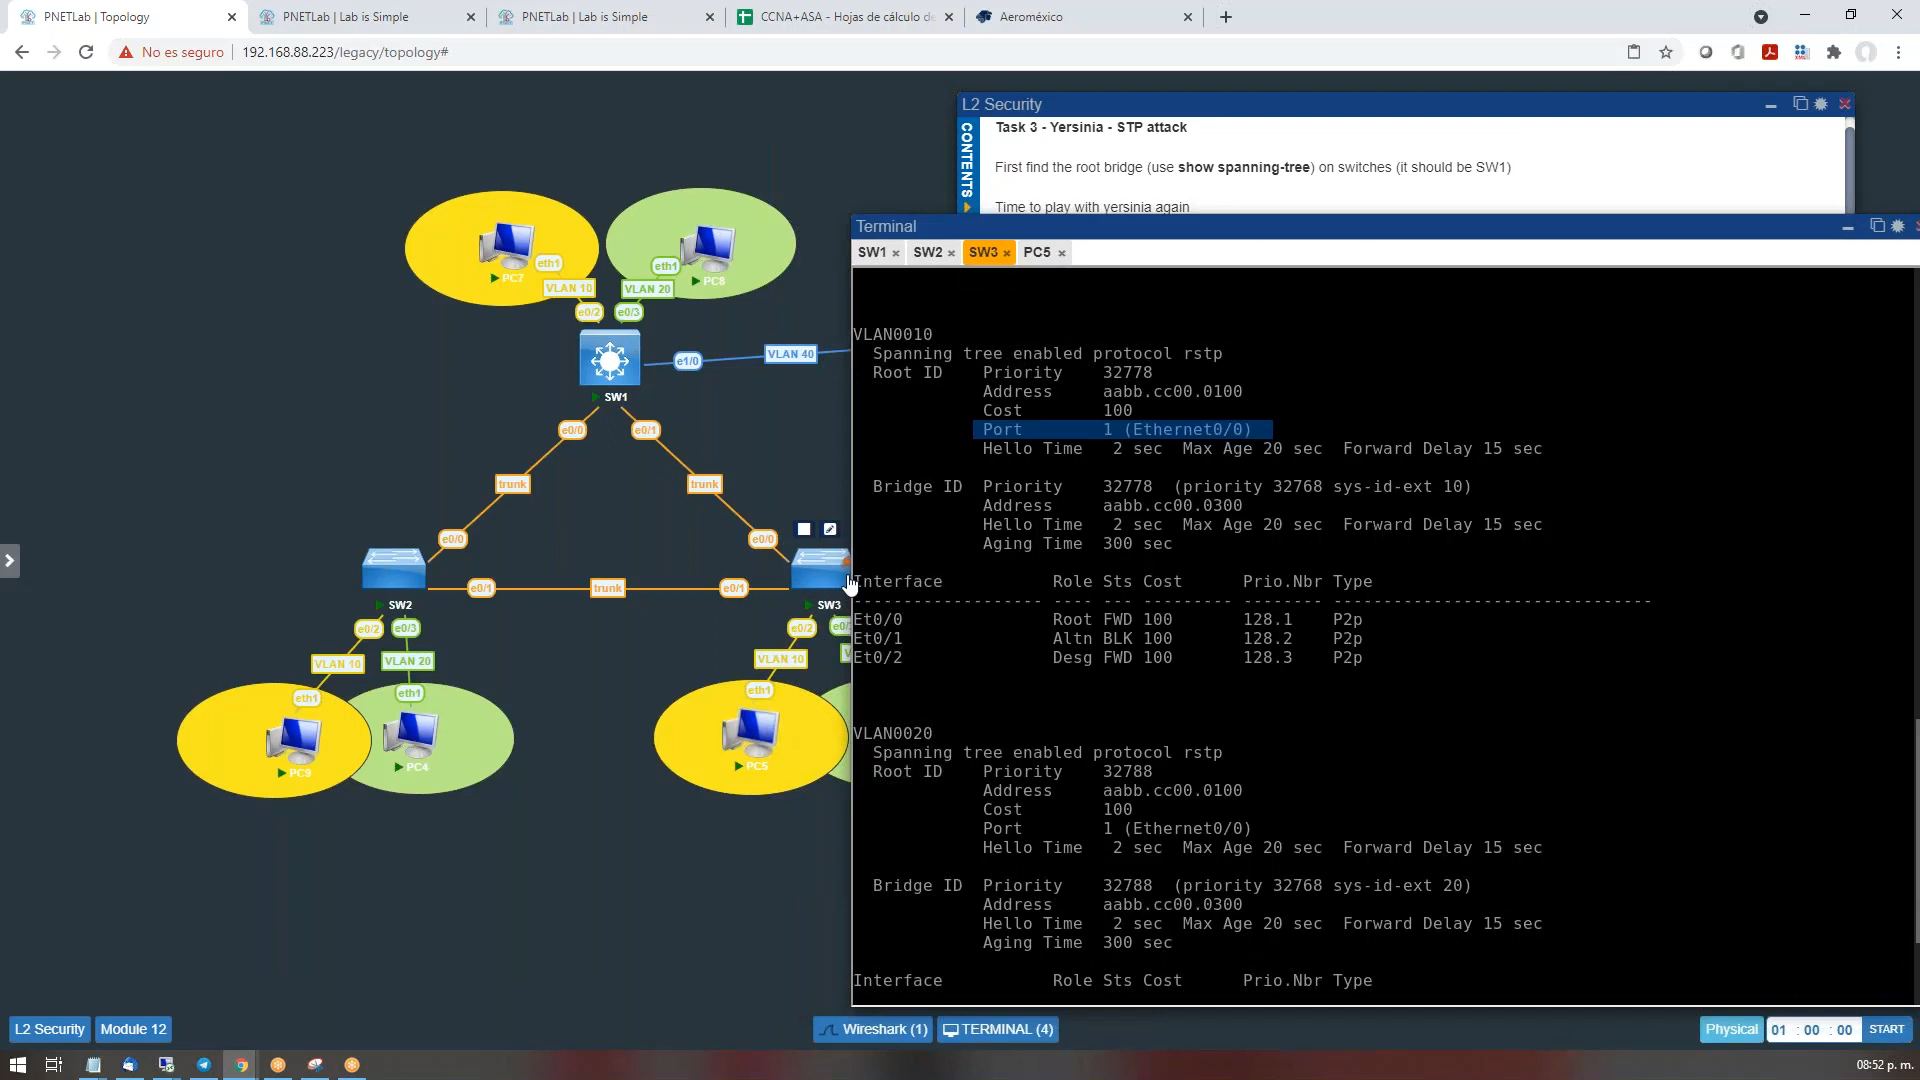 PNETLab | Topology
PNETLab | Lab is Simple
PNETLab | Lab is Simple
CCNA+ASA - Hojas de cálculo de
Aeroméxico
No es seguro
192.168.88.223/legacy/topology#
L2 Security
CONTENTS
Task 3 - Yersinia - STP attack
First find the root bridge (use show spanning-tree) on switches (it should be SW1)
Time to play with yersinia again
Terminal
SW1 × SW2 × SW3 × PC5 ×
VLAN0010
Spanning tree enabled protocol rstp
Root ID Priority 32778
Address aabb.cc00.0100
Cost 100
Port 1 (Ethernet0/0)
Hello Time 2 sec Max Age 20 sec Forward Delay 15 sec
Bridge ID Priority 32778 (priority 32768 sys-id-ext 10)
Address aabb.cc00.0300
Hello Time 2 sec Max Age 20 sec Forward Delay 15 sec
Aging Time 300 sec
Interface Role Sts Cost Prio.Nbr Type
------------------- ---- --- --------- -------- --------------------------------
Et0/0 Root FWD 100 128.1 P2p
Et0/1 Altn BLK 100 128.2 P2p
Et0/2 Desg FWD 100 128.3 P2p
VLAN0020
Spanning tree enabled protocol rstp
Root ID Priority 32788
Address aabb.cc00.0100
Cost 100
Port 1 (Ethernet0/0)
Hello Time 2 sec Max Age 20 sec Forward Delay 15 sec
Bridge ID Priority 32788 (priority 32768 sys-id-ext 20)
Address aabb.cc00.0300
Hello Time 2 sec Max Age 20 sec Forward Delay 15 sec
Aging Time 300 sec
Interface Role Sts Cost Prio.Nbr Type
eth1
PC7
VLAN 10
e0/2
eth1
PC8
VLAN 20
e0/3
e1/0
VLAN 40
SW1
e0/0
e0/1
trunk
trunk
e0/0
e0/0
e0/1
trunk
e0/1
SW2
SW3
e0/2
e0/3
e0/2
VLAN 10
VLAN 20
VLAN 10
eth1
eth1
eth1
PC9
PC4
PC5
L2 Security
Module 12
Wireshark (1)
TERMINAL (4)
Physical
01 : 00 : 00
START
08:52 p. m.